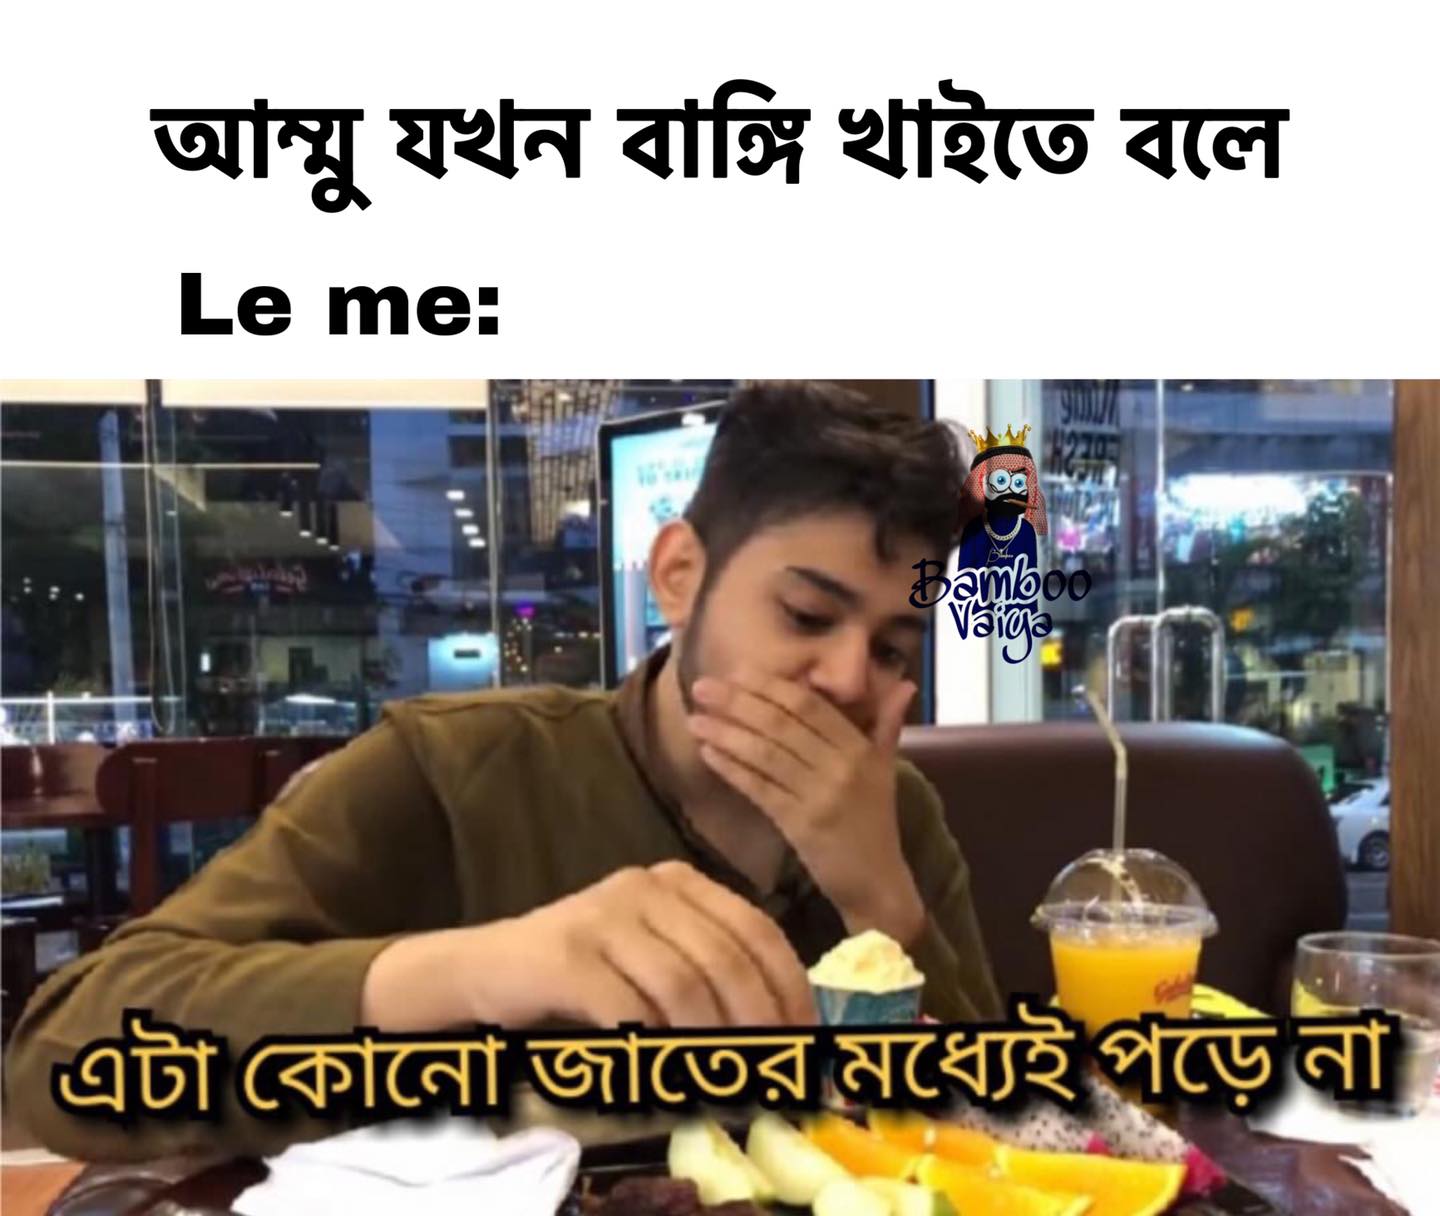 আম্মু যখন বাঙ্গি খাইতে বলে
Le me:
Bamboo
Vaiya
এটা কোনো জাতের মধ্যেই পড়ে না